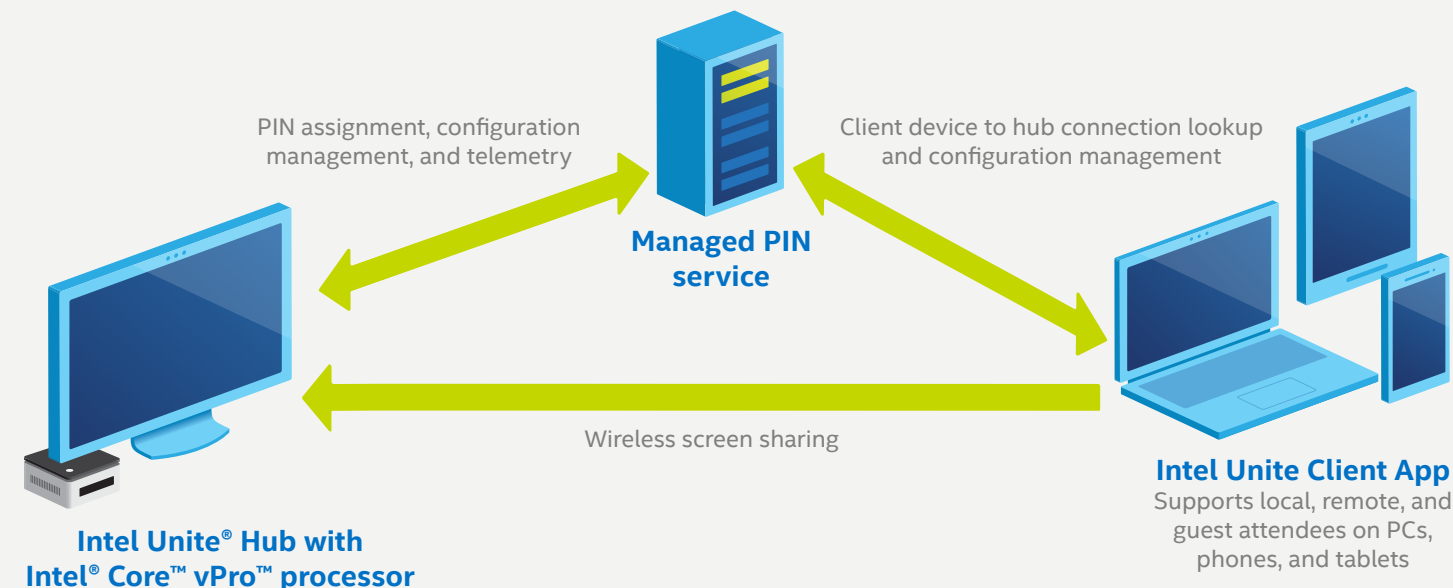 PIN assignment, configuration
management, and telemetry
Client device to hub connection lookup
and configuration management
Managed PIN
service
Wireless screen sharing
Intel Unite® Hub with
Intel® Core™ vPro™ processor
Intel Unite Client App
Supports local, remote, and
guest attendees on PCs,
phones, and tablets